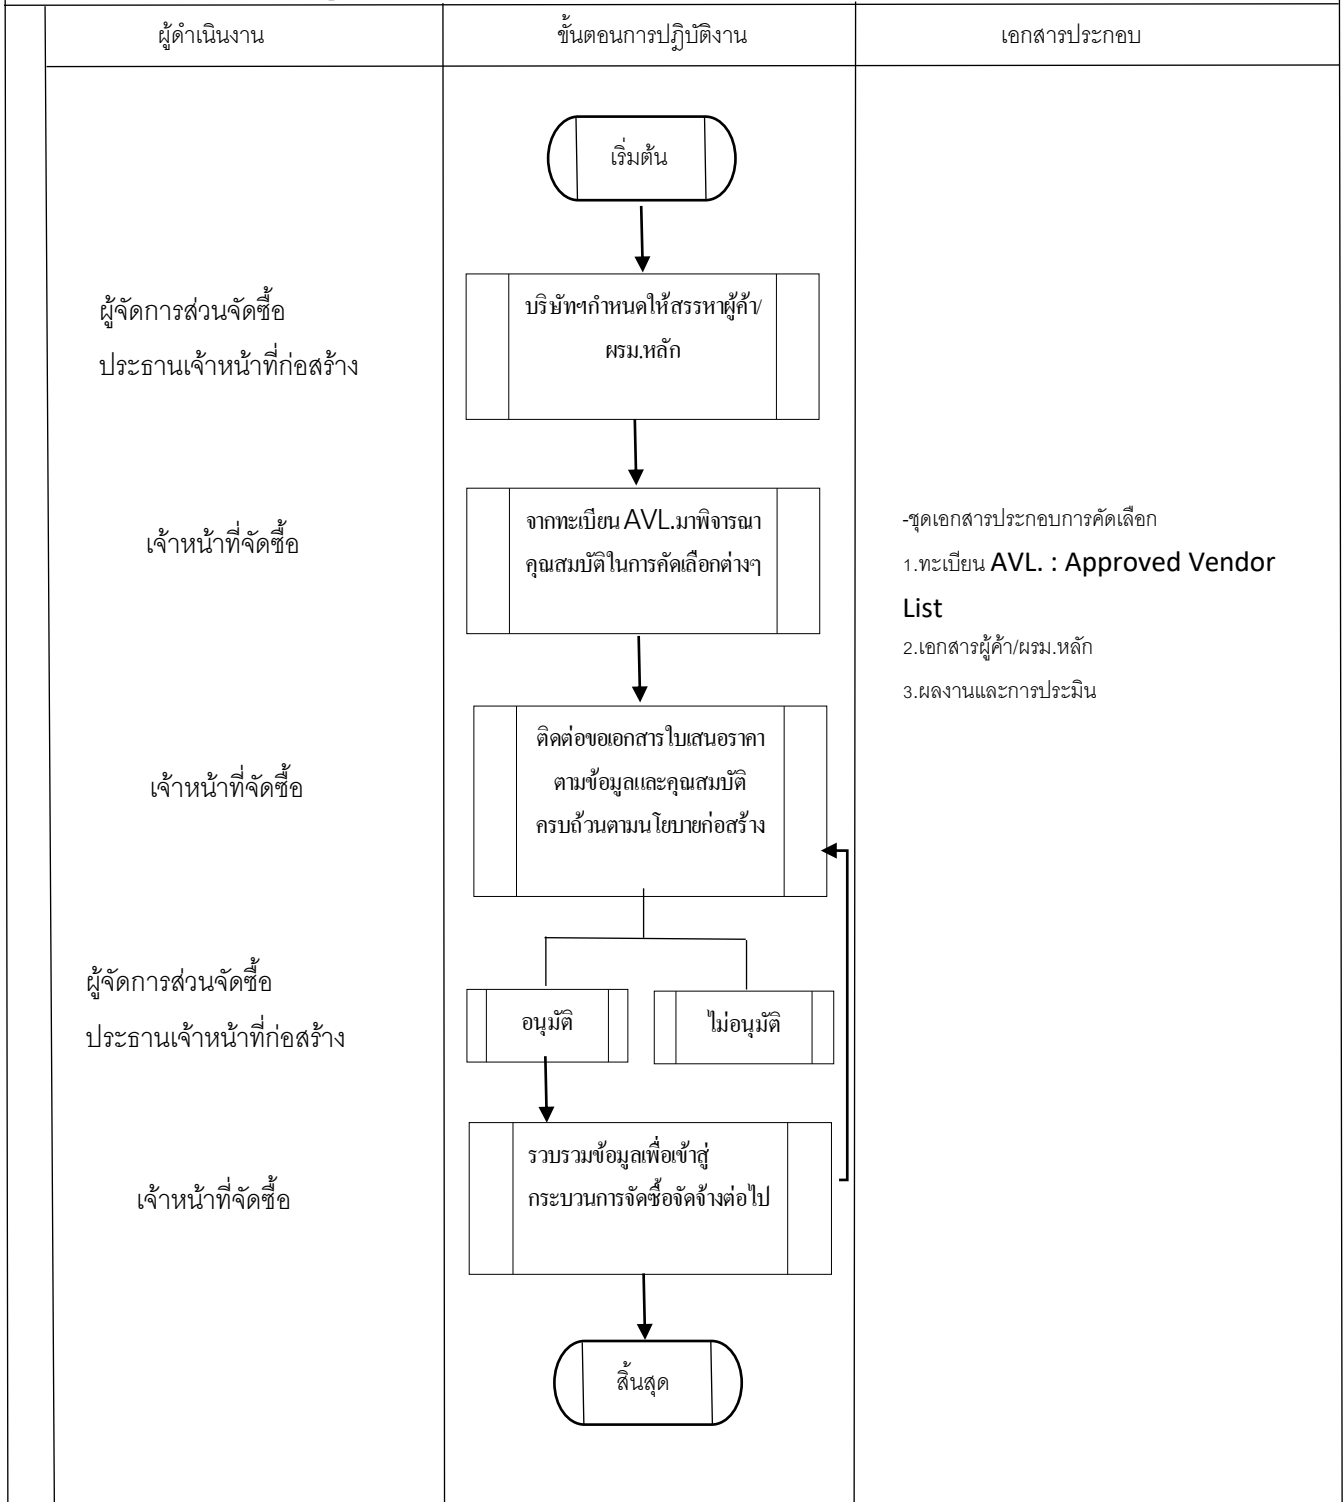 ผู้ดำเนินงาน
ขั้นตอนการปฏิบัติงาน
เอกสารประกอบ
เริ่มต้น
ผู้จัดการส่วนจัดซื้อ
ประธานเจ้าหน้าที่ก่อสร้าง
บริษัทฯกำหนดให้สรรหาผู้ค้า/
ผรม.หลัก
เจ้าหน้าที่จัดซื้อ
จากทะเบียน AVL.มาพิจารณา
คุณสมบัติในการคัดเลือกต่างๆ
-ชุดเอกสารประกอบการคัดเลือก
1.ทะเบียน AVL. : Approved Vendor
List
2.เอกสารผู้ค้า/ผรม.หลัก
3.ผลงานและการประมิน
เจ้าหน้าที่จัดซื้อ
ติดต่อขอเอกสารใบเสนอราคา
ตามข้อมูลและคุณสมบัติ
ครบถ้วนตามนโยบายก่อสร้าง
ผู้จัดการส่วนจัดซื้อ
ประธานเจ้าหน้าที่ก่อสร้าง
อนุมัติ
ไม่อนุมัติ
เจ้าหน้าที่จัดซื้อ
รวบรวมข้อมูลเพื่อเข้าสู่
กระบวนการจัดซื้อจัดจ้างต่อไป
สิ้นสุด